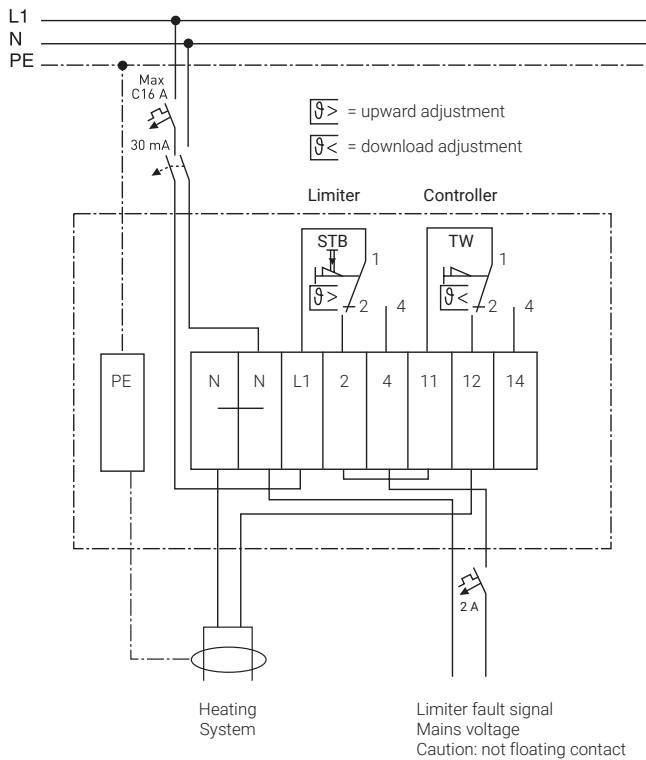 L1
N
PE
Max
C16 A
30 mA
ϑ> = upward adjustment
ϑ< = download adjustment
Limiter
Controller
STB
TW
1
1
ϑ>
2
4
ϑ<
2
4
PE
N
N
L1
2
4
11
12
14
2 A
Heating
System
Limiter fault signal
Mains voltage
Caution: not floating contact